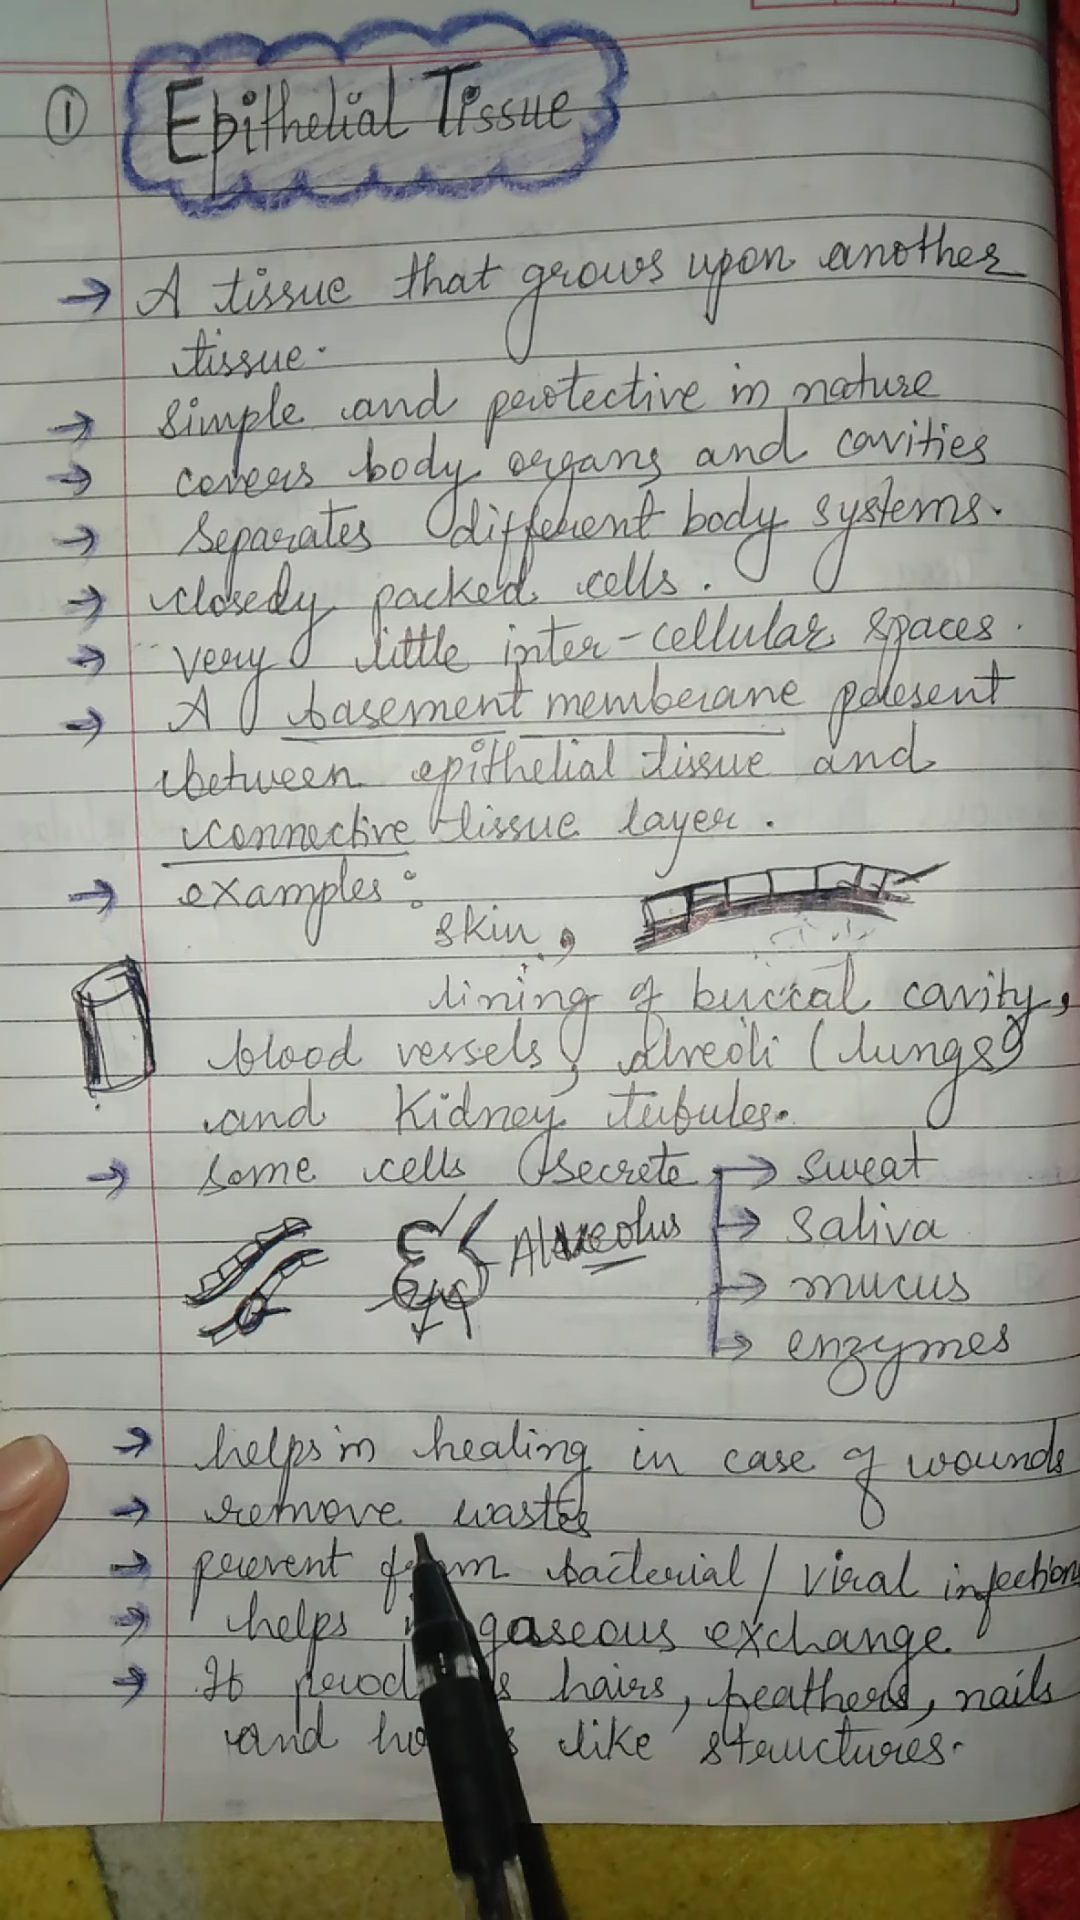 ① Epithelial Tissue
→ A tissue that grows upon another
tissue.
→ simple and protective in nature
→ covers body organs and cavities
→ separates different body systems.
→ closely packed cells.
→ very little inter-cellular spaces.
→ A basement membrane present
between epithelial tissue and
connective tissue layer.
→ examples:
skin,
lining of buccal cavity,
blood vessels, alveoli (lungs)
and Kidney tubules.
→ some cells secrete → sweat
Alveolus → saliva
→ mucus
→ enzymes
→ helps in healing in case of wounds
→ remove wastes
→ prevent from bacterial / viral infection
→ helps gaseous exchange.
→ It hairs, feathers, nails
and like structures.